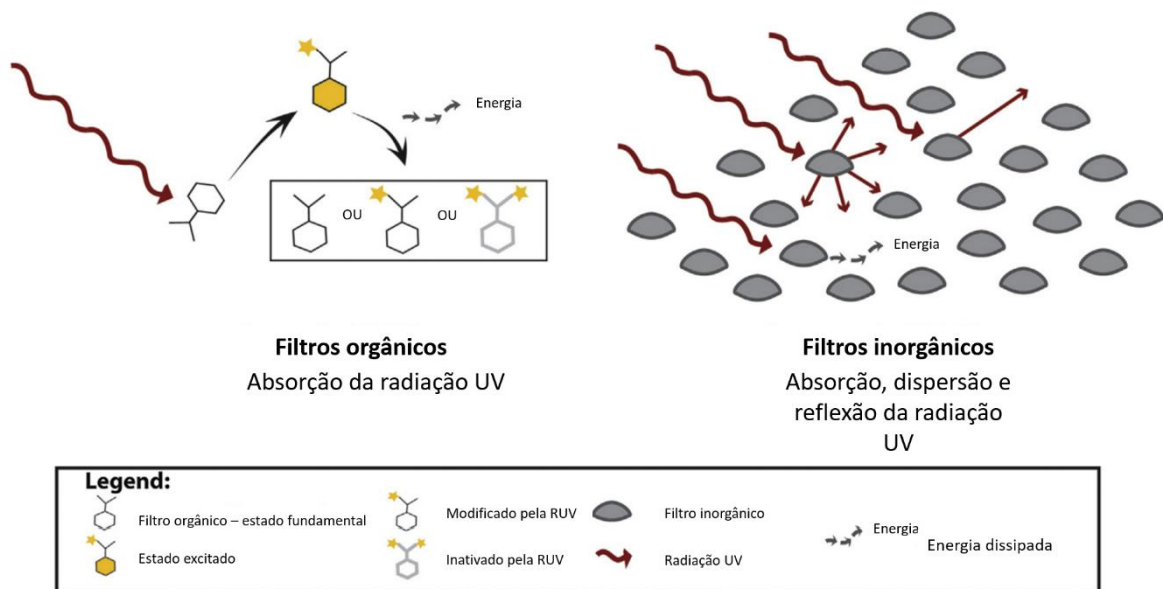 Energia
OU
OU
Energia
Filtros orgânicos
Absorção da radiação UV
Filtros inorgânicos
Absorção, dispersão e
reflexão da radiação
UV
Legend:
Filtro orgânico – estado fundamental
Estado excitado
Modificado pela RUV
Inativado pela RUV
Filtro inorgânico
Radiação UV
Energia
Energia dissipada